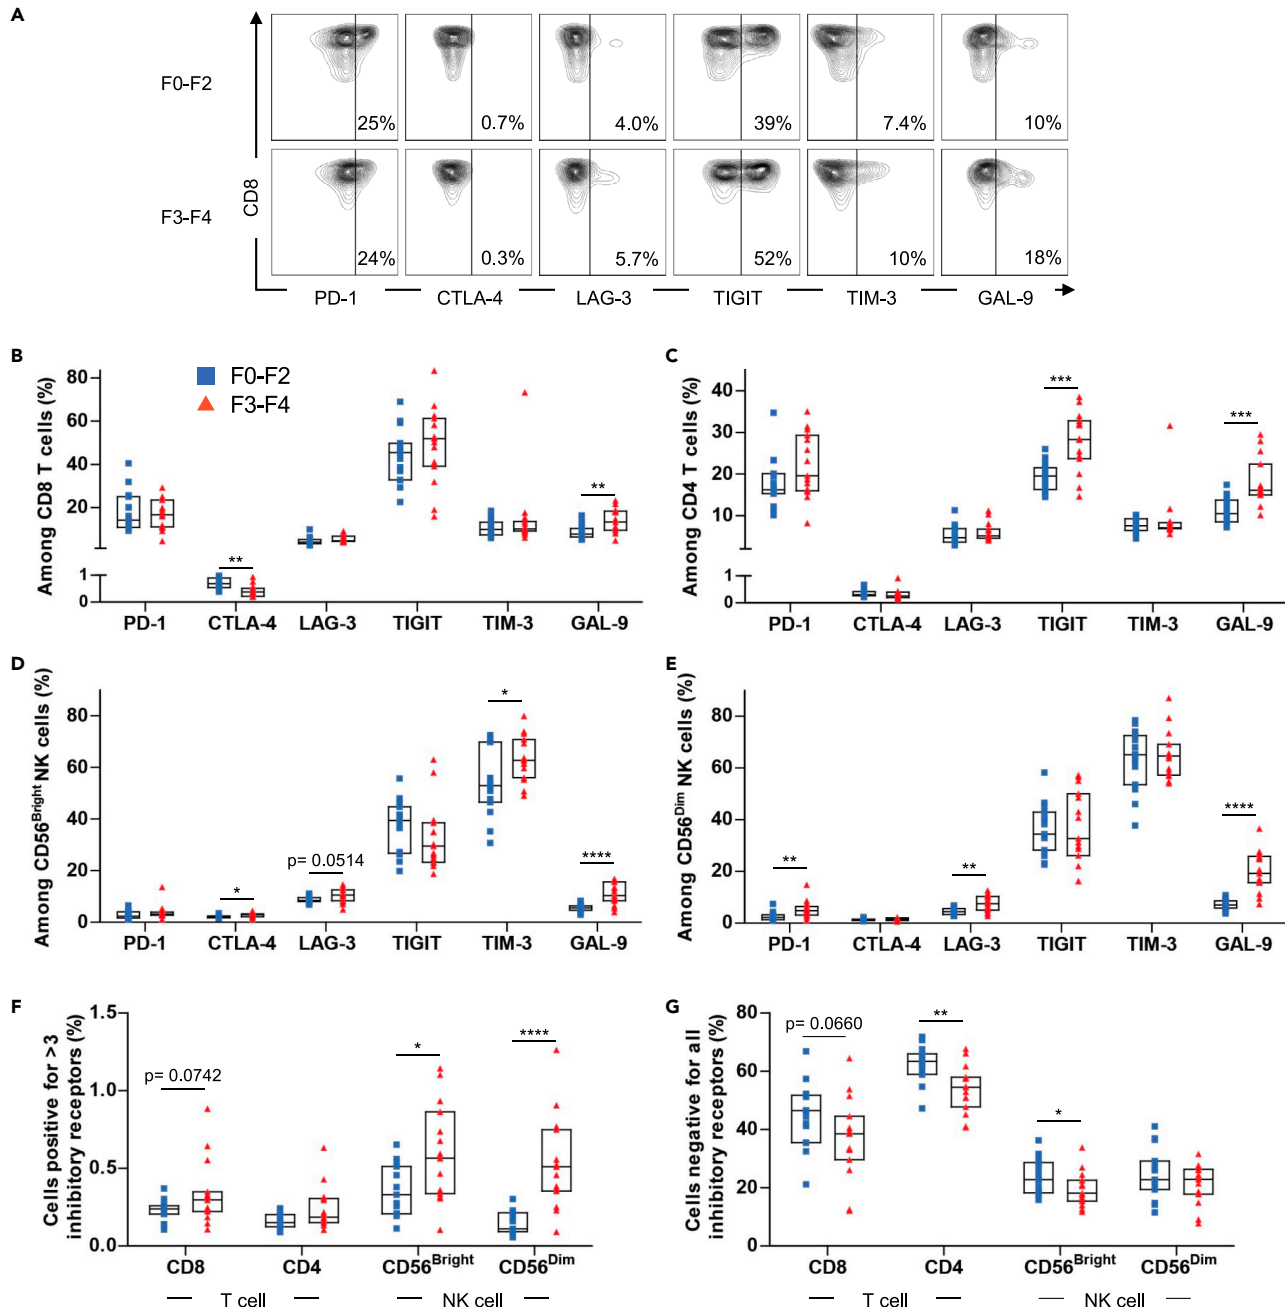 A
F0-F2
25%
0.7%
4.0%
39%
7.4%
10%
CD8
F3-F4
24%
0.3%
5.7%
52%
10%
18%
PD-1
CTLA-4
LAG-3
TIGIT
TIM-3
GAL-9
B
Among CD8 T cells (%)
80
60
40
20
1
0
F0-F2
F3-F4
**
**
PD-1 CTLA-4 LAG-3 TIGIT TIM-3 GAL-9
C
Among CD4 T cells (%)
40
30
20
10
1
0
***
***
PD-1 CTLA-4 LAG-3 TIGIT TIM-3 GAL-9
D
Among CD56Bright NK cells (%)
80
60
40
20
0
*
p= 0.0514
*
****
PD-1 CTLA-4 LAG-3 TIGIT TIM-3 GAL-9
E
Among CD56Dim NK cells (%)
80
60
40
20
0
**
**
****
PD-1 CTLA-4 LAG-3 TIGIT TIM-3 GAL-9
F
Cells positive for >3
inhibitory receptors (%)
1.5
1.0
0.5
0.0
p= 0.0742
*
****
CD8 CD4 CD56Bright CD56Dim
T cell NK cell
G
Cells negative for all
inhibitory receptors (%)
80
60
40
20
0
p= 0.0660
**
*
CD8 CD4 CD56Bright CD56Dim
T cell NK cell